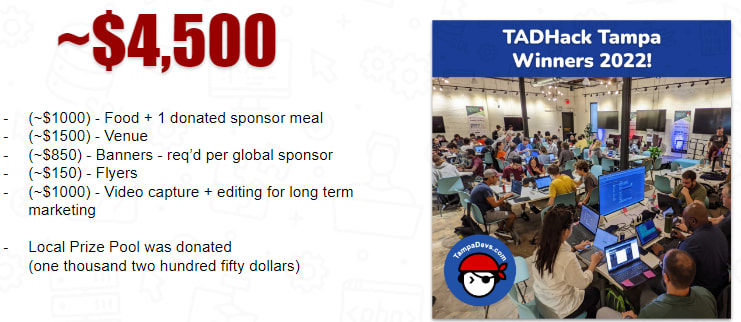 ~$4,500
- (~$1000) - Food + 1 donated sponsor meal
- (~$1500) - Venue
- (~$850) - Banners - req'd per global sponsor
- (~$150) - Flyers
- (~$1000) - Video capture + editing for long term
marketing
- Local Prize Pool was donated
(one thousand two hundred fifty dollars)
TADHack Tampa
Winners 2022!
TampaDevs.com